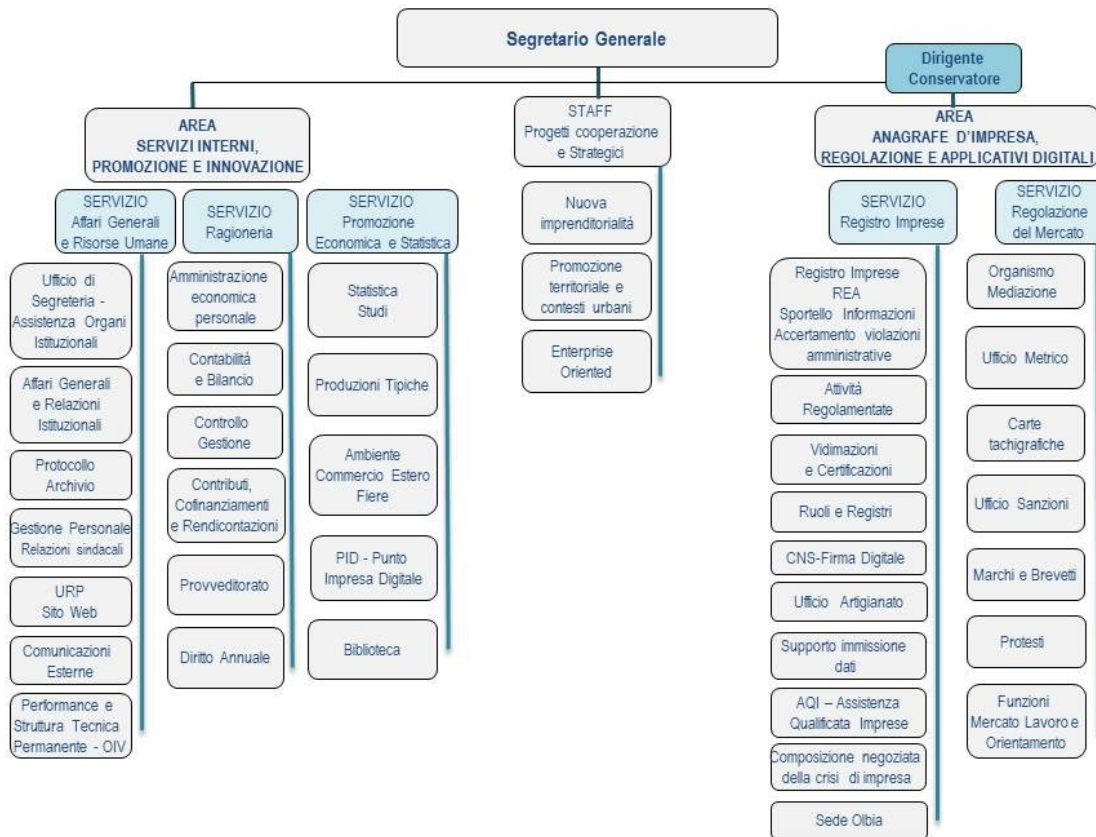 Segretario Generale
Dirigente
Conservatore
AREA
SERVIZI INTERNI,
PROMOZIONE E INNOVAZIONE
SERVIZIO
Affari Generali
e Risorse Umane
Ufficio di
Segreteria -
Assistenza Organi
Istituzionali
Affari Generali
e Relazioni
Istituzionali
Protocollo
Archivio
Gestione Personale
Relazioni sindacali
URP
Sito Web
Comunicazioni
Esterne
Performance e
Struttura Tecnica
Permanente - OIV
SERVIZIO
Ragioneria
Amministrazione
economica
personale
Contabilità
e Bilancio
Controllo
Gestione
Contributi,
Cofinanziamenti
e Rendicontazioni
Provveditorato
Diritto Annuale
SERVIZIO
Promozione
Economica e Statistica
Statistica
Studi
Produzioni Tipiche
Ambiente
Commercio Estero
Fiere
PID - Punto
Impresa Digitale
Biblioteca
STAFF
Progetti cooperazione
e Strategici
Nuova
imprenditorialità
Promozione
territoriale e
contesti urbani
Enterprise
Oriented
AREA
ANAGRAFE D'IMPRESA,
REGOLAZIONE E APPLICATIVI DIGITALI
SERVIZIO
Registro Imprese
Registro Imprese
REA
Sportello Informazioni
Accertamento violazioni
amministrative
Attività
Regolamentate
Vidimazioni
e Certificazioni
Ruoli e Registri
CNS-Firma Digitale
Ufficio Artigianato
Supporto immissione
dati
AQI – Assistenza
Qualificata Imprese
Composizione negoziata
della crisi di impresa
Sede Olbia
SERVIZIO
Regolazione
del Mercato
Organismo
Mediazione
Ufficio Metrico
Carte
tachigrafiche
Ufficio Sanzioni
Marchi e Brevetti
Protesti
Funzioni
Mercato Lavoro e
Orientamento